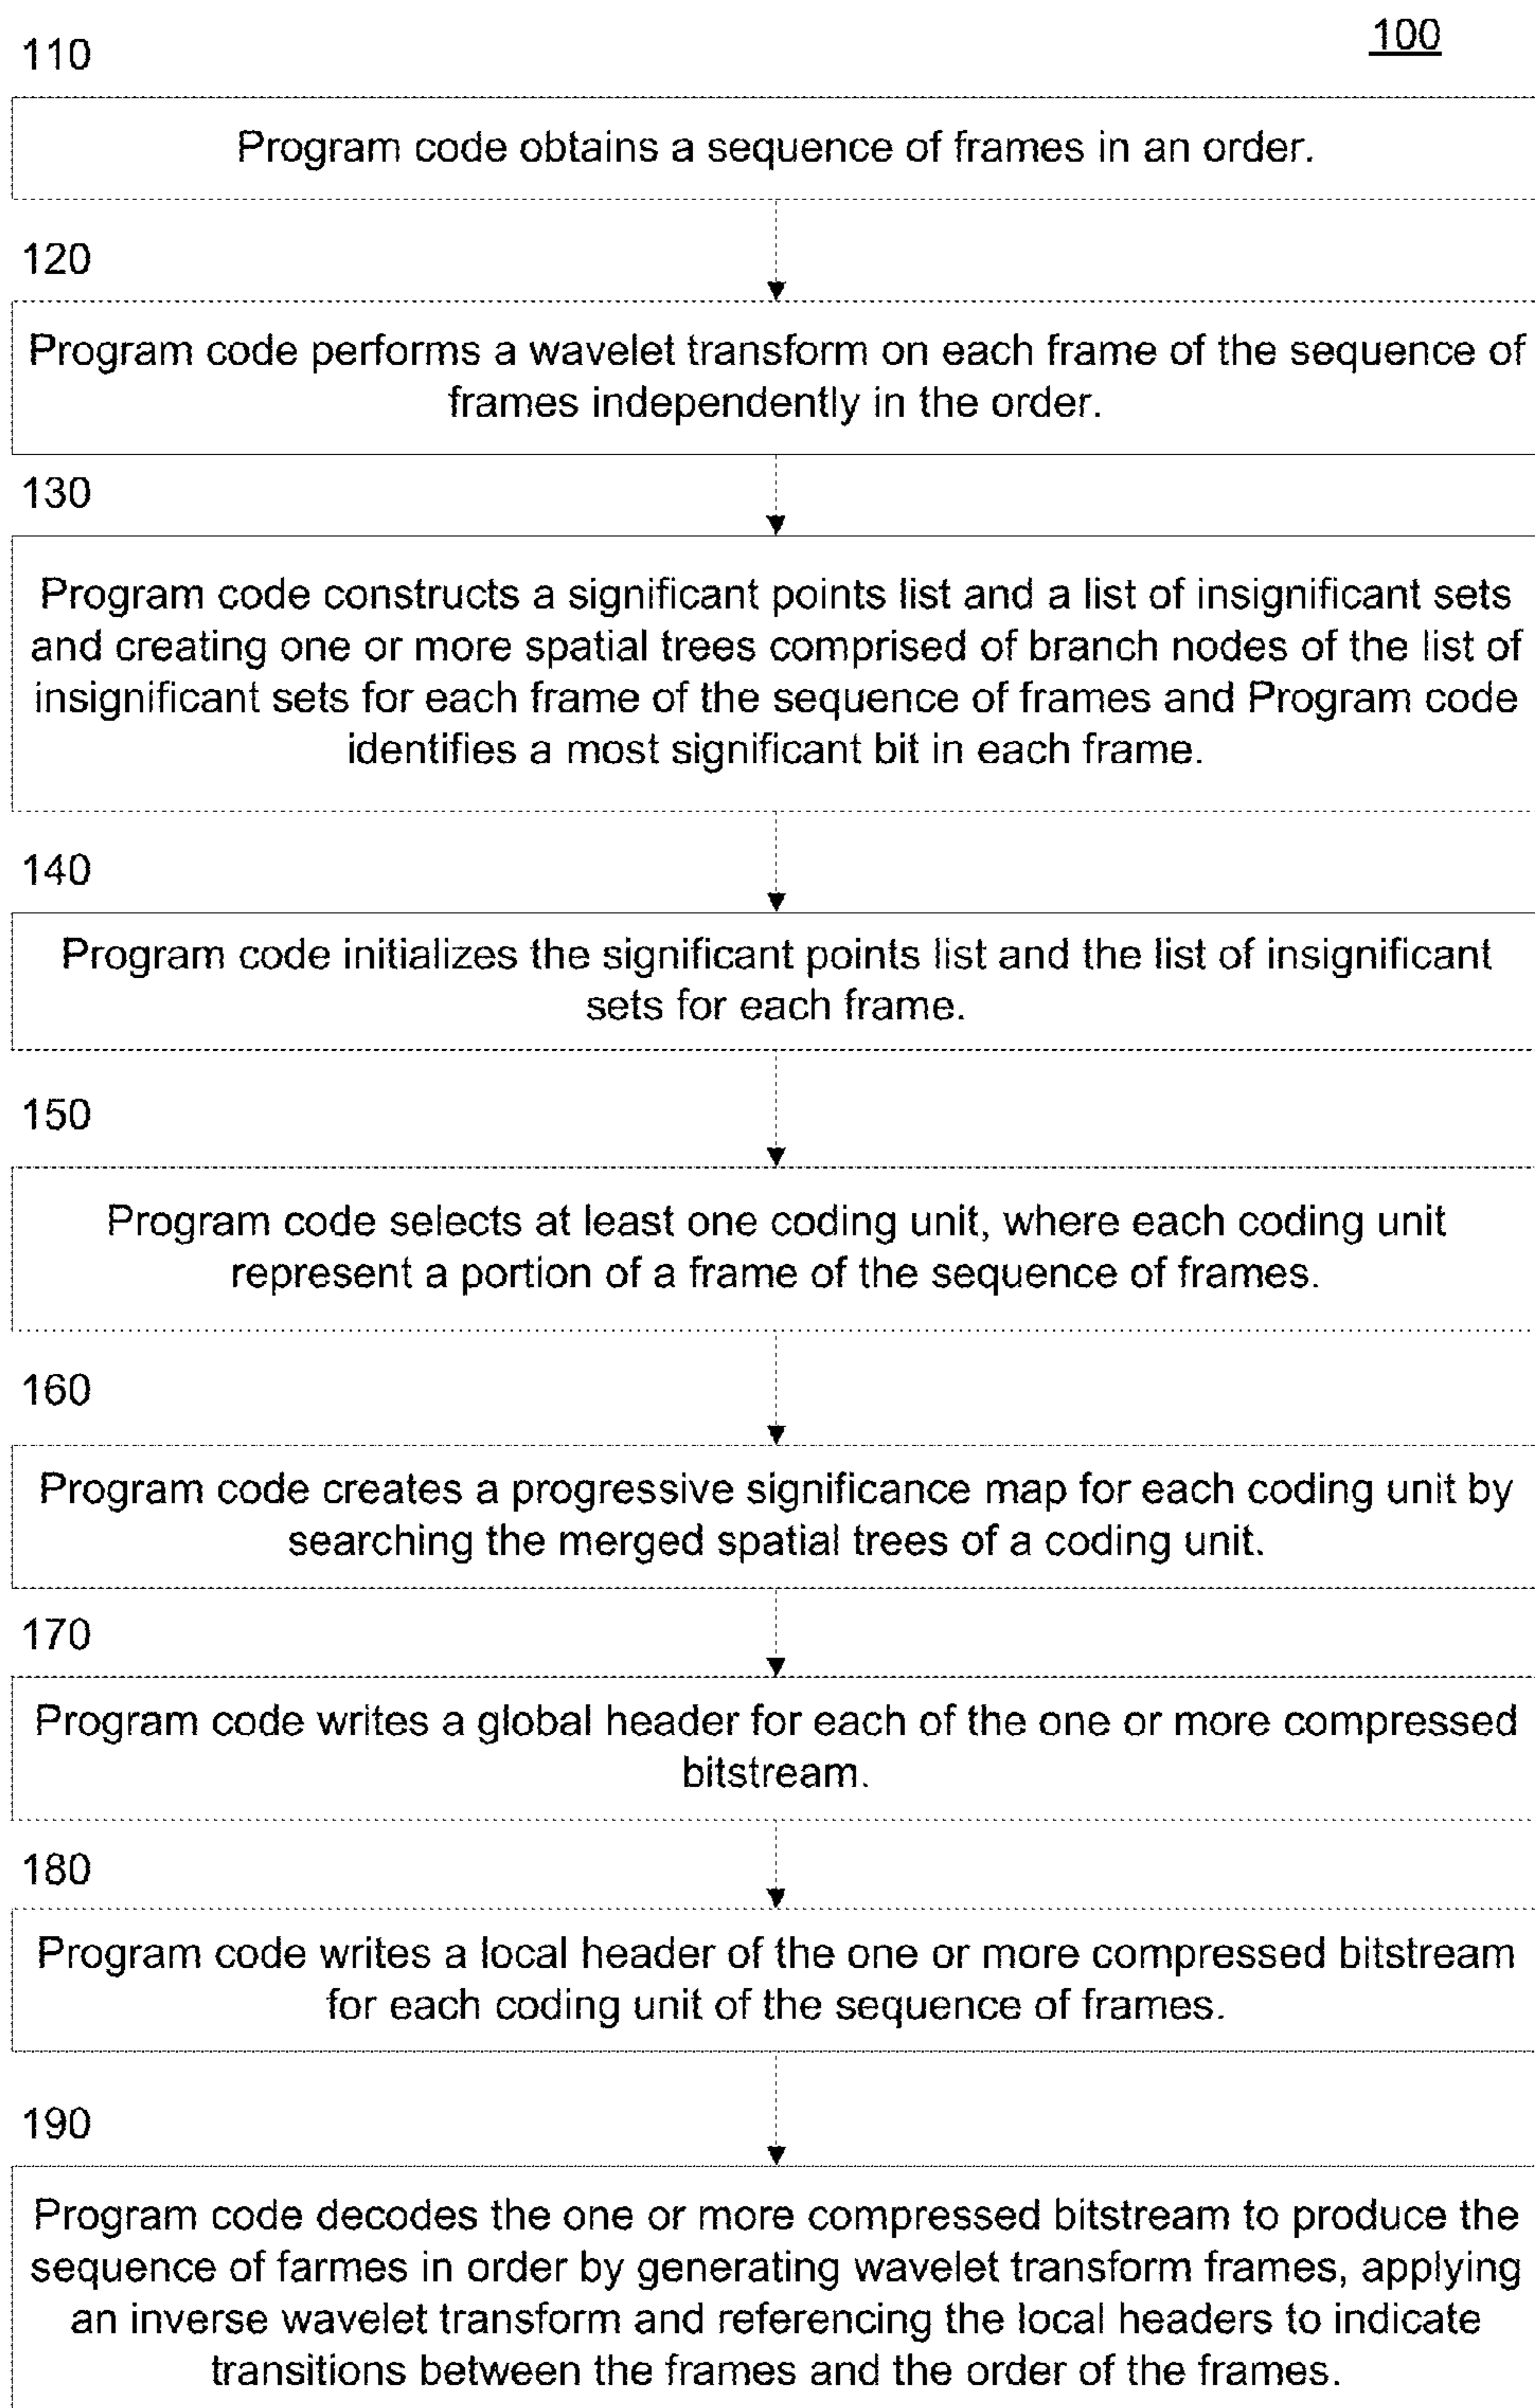 100
110
Program code obtains a sequence of frames in an order.
120
Program code performs a wavelet transform on each frame of the sequence of
frames independently in the order.
130
Program code constructs a significant points list and a list of insignificant sets
and creating one or more spatial trees comprised of branch nodes of the list of
insignificant sets for each frame of the sequence of frames and Program code
identifies a most significant bit in each frame.
140
Program code initializes the significant points list and the list of insignificant
sets for each frame.
150
Program code selects at least one coding unit, where each coding unit
represent a portion of a frame of the sequence of frames.
160
Program code creates a progressive significance map for each coding unit by
searching the merged spatial trees of a coding unit.
170
Program code writes a global header for each of the one or more compressed
bitstream.
180
Program code writes a local header of the one or more compressed bitstream
for each coding unit of the sequence of frames.
190
Program code decodes the one or more compressed bitstream to produce the
sequence of farmes in order by generating wavelet transform frames, applying
an inverse wavelet transform and referencing the local headers to indicate
transitions between the frames and the order of the frames.